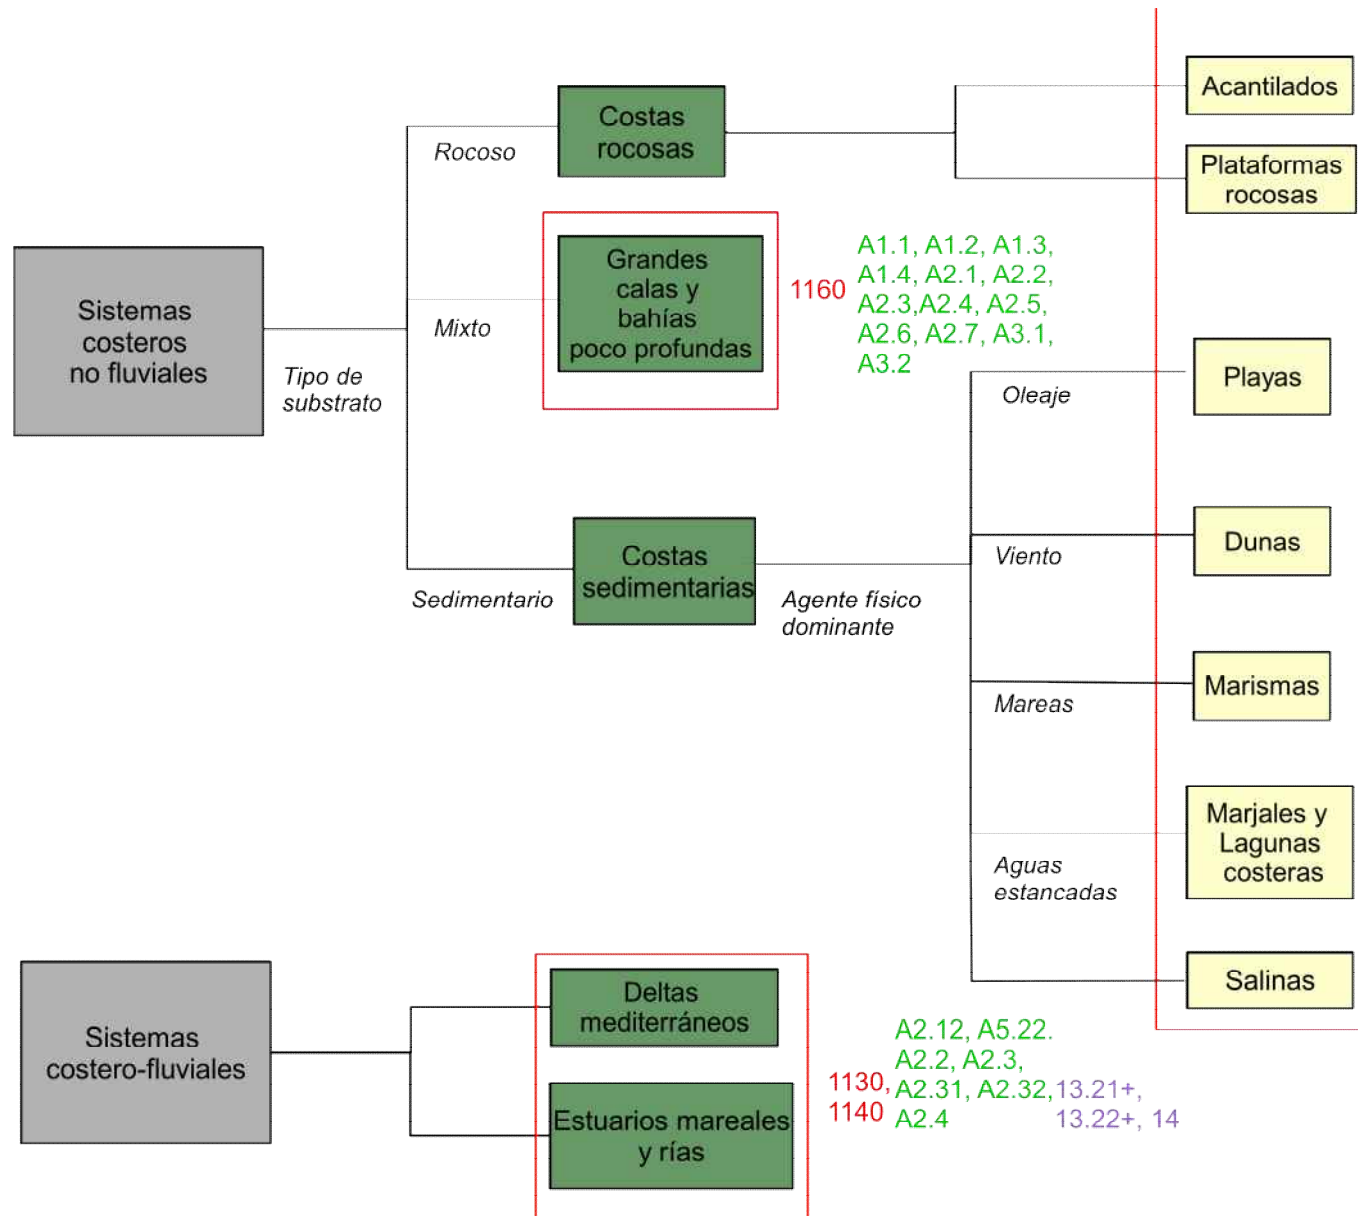 Acantilados
Costas
rocosas
Rocoso
Plataformas
rocosas
Grandes
calas y
bahías
poco profundas
1160
A1.1, A1.2, A1.3,
A1.4, A2.1, A2.2,
A2.3,A2.4, A2.5,
A2.6, A2.7, A3.1,
A3.2
Sistemas
costeros
no fluviales
Mixto
Tipo de
substrato
Oleaje
Playas
Costas
sedimentarias
Sedimentario
Agente físico
dominante
Viento
Dunas
Mareas
Marismas
Marjales y
Lagunas
costeras
Aguas
estancadas
Salinas
Sistemas
costero-fluviales
Deltas
mediterráneos
Estuarios mareales
y rías
1130,
1140
A2.12, A5.22.
A2.2, A2.3,
A2.31, A2.32,
A2.4
13.21+,
13.22+, 14